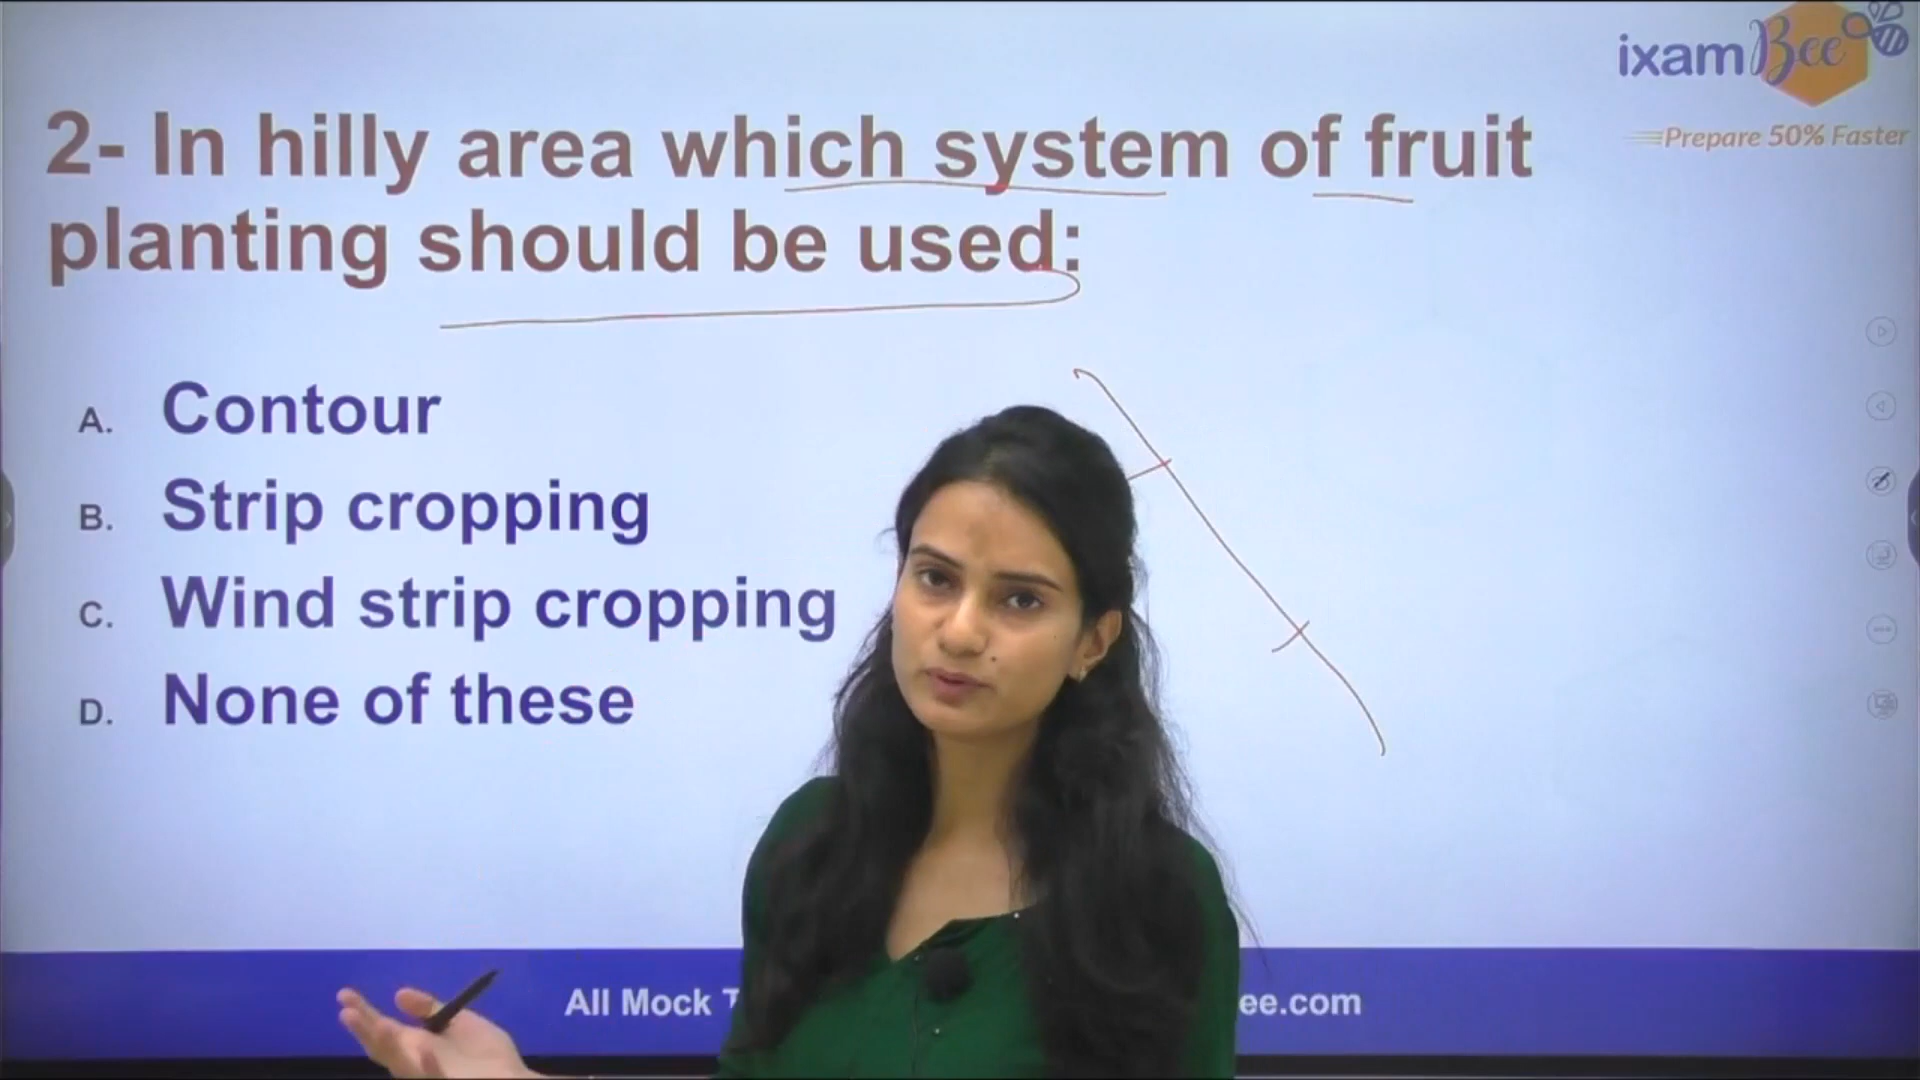 ixamBee
Prepare 50% Faster
2- In hilly area which system of fruit
planting should be used:
A. Contour
B. Strip cropping
C. Wind strip cropping
D. None of these
All Mock T
ee.com